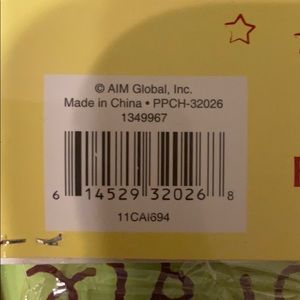 © AIM Global, Inc.
Made in China • PPCH-32026
1349967
6 14529 32026 8
11CAI694